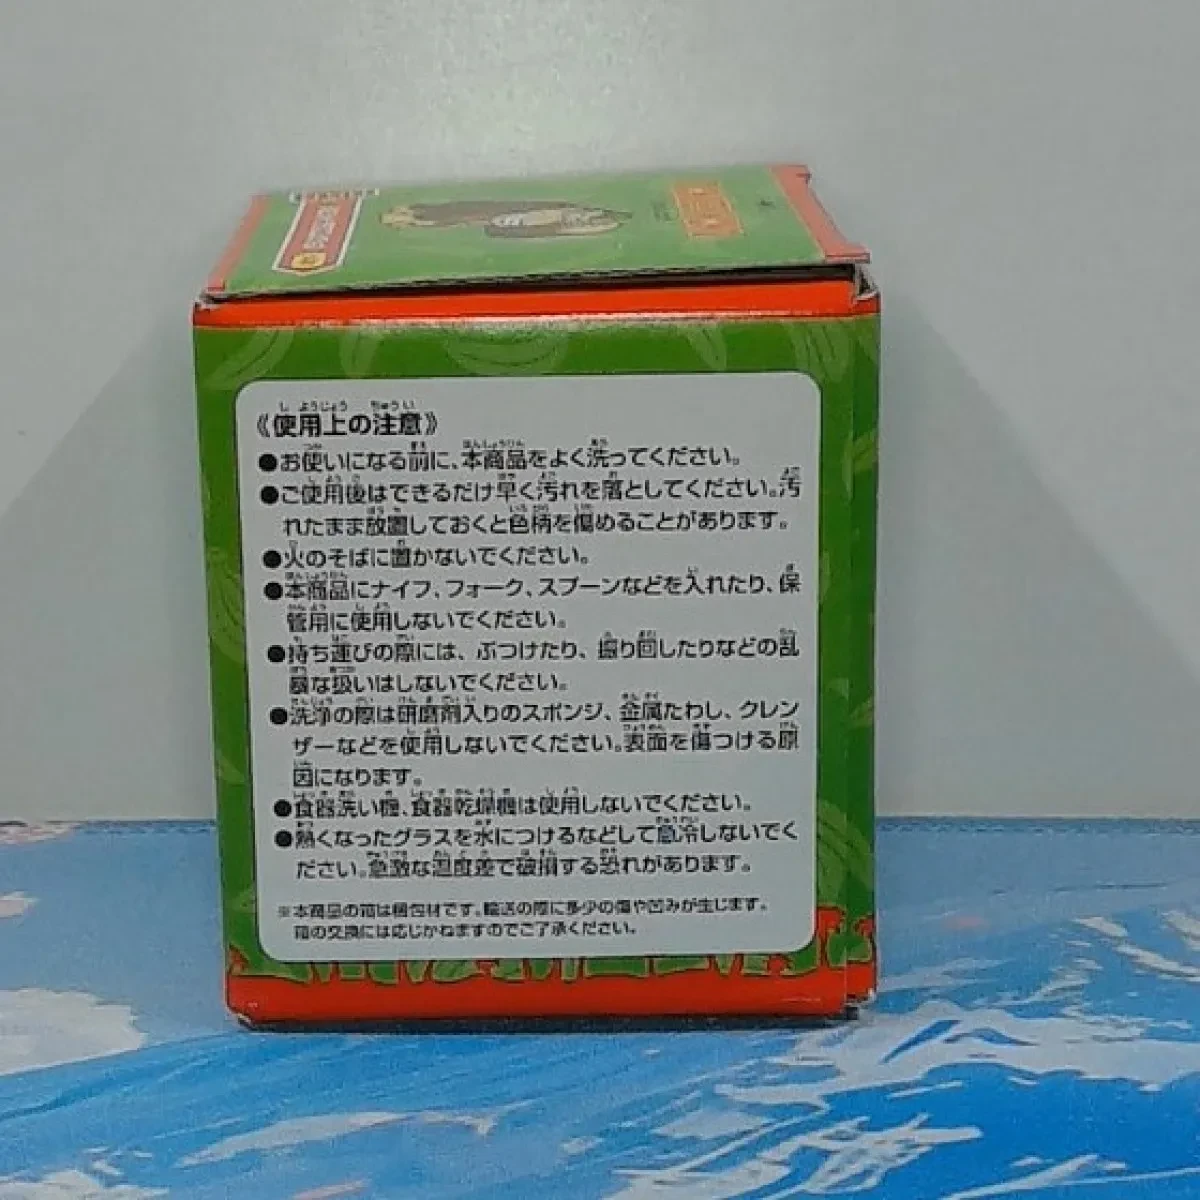 《使用上の注意》
●お使いになる前に、本商品をよく洗ってください。
●ご使用後はできるだけ早く汚れを落としてください。汚
れたまま放置しておくと色柄を傷めることがあります。
●火のそばに置かないでください。
●本商品にナイフ、フォーク、スプーンなどを入れたり、保
管用に使用しないでください。
●持ち運びの際には、ぶつけたり、振り回したりなどの乱
暴な扱いはしないでください。
●洗浄の際は研磨剤入りのスポンジ、金属たわし、クレン
ザーなどを使用しないでください。表面を傷つける原
因になります。
●食器洗い機、食器乾燥機は使用しないでください。
●熱くなったグラスを水につけるなどして急冷しないでく
ださい。急激な温度差で破損する恐れがあります。
※本商品の箱は梱包材です。輸送の際に多少の傷や凹みが生じます。
箱の交換には応じかねますのでご了承ください。